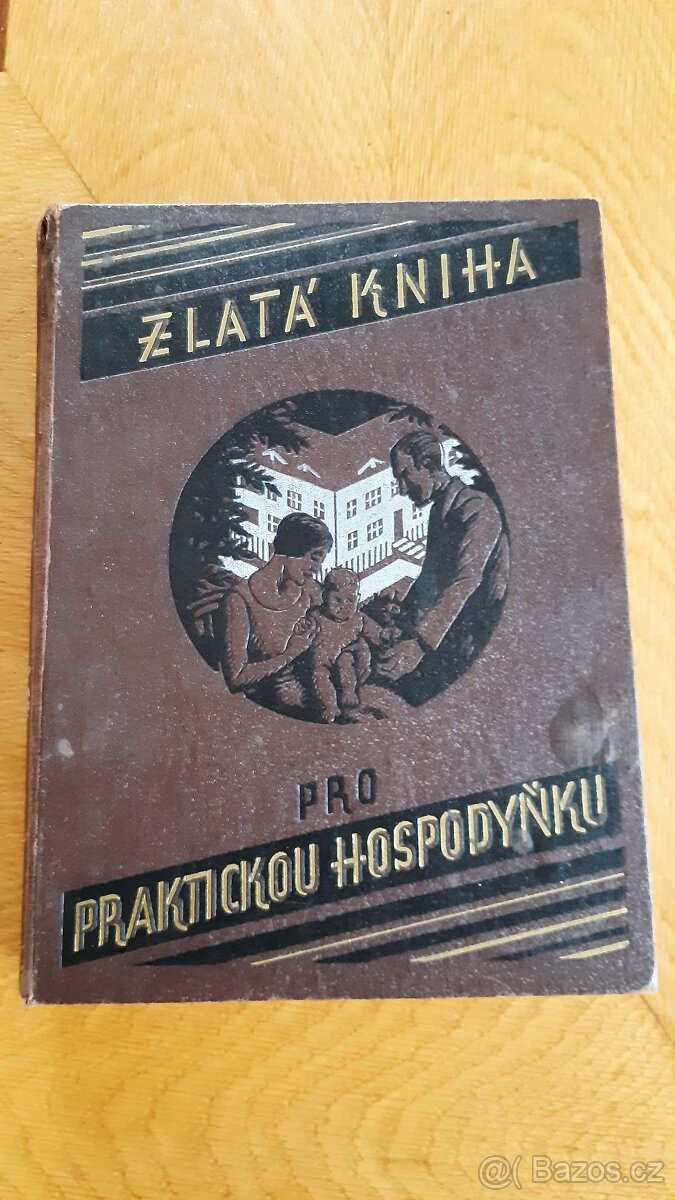 ZLATÁ KNIHA
PRO
PRAKTICKOU HOSPODYŇKU
@( Bazos.cz